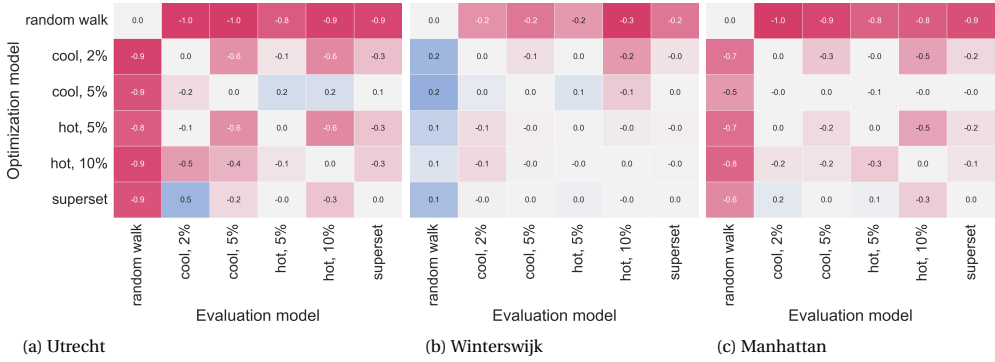 random walk 0.0 -1.0 -1.0 -0.8 -0.9 -0.9 0.0 -0.2 -0.2 -0.2 -0.3 -0.2 0.0 -1.0 -0.9 -0.8 -0.8 -0.9
cool, 2% -0.9 0.0 -0.6 -0.1 -0.6 -0.3 0.2 0.0 -0.1 0.0 -0.2 -0.0 -0.7 0.0 -0.3 -0.0 -0.5 -0.2
cool, 5% -0.9 -0.2 0.0 0.2 0.2 0.1 0.2 0.0 0.0 0.1 -0.1 0.0 -0.5 -0.0 0.0 -0.1 -0.0 -0.0
hot, 5% -0.8 -0.1 -0.6 0.0 -0.6 -0.3 0.1 -0.1 -0.0 0.0 -0.0 -0.0 -0.7 0.0 -0.2 0.0 -0.5 -0.2
hot, 10% -0.9 -0.5 -0.4 -0.1 0.0 -0.3 0.1 -0.1 -0.0 0.0 0.0 0.0 -0.8 -0.2 -0.2 -0.3 0.0 -0.1
superset -0.9 0.5 -0.2 -0.0 -0.3 0.0 0.1 -0.0 0.0 0.0 -0.0 0.0 -0.6 0.2 0.0 0.1 -0.3 0.0
Optimization model
random walk cool, 2% cool, 5% hot, 5% hot, 10% superset random walk cool, 2% cool, 5% hot, 5% hot, 10% superset random walk cool, 2% cool, 5% hot, 5% hot, 10% superset
Evaluation model Evaluation model Evaluation model
(a) Utrecht (b) Winterswijk (c) Manhattan